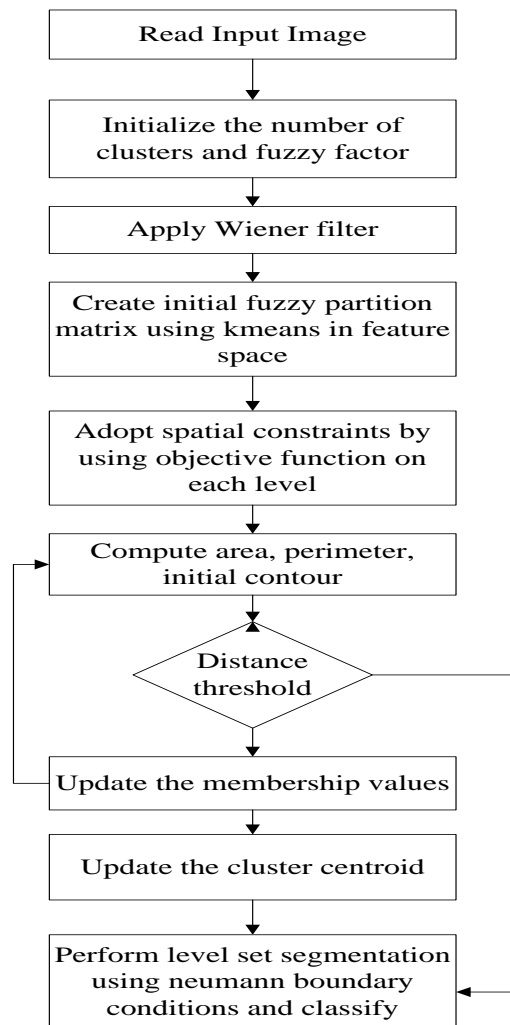 Read Input Image
Initialize the number of
clusters and fuzzy factor
Apply Wiener filter
Create initial fuzzy partition
matrix using kmeans in feature
space
Adopt spatial constraints by
using objective function on
each level
Compute area, perimeter,
initial contour
Distance
threshold
Update the membership values
Update the cluster centroid
Perform level set segmentation
using neumann boundary
conditions and classify